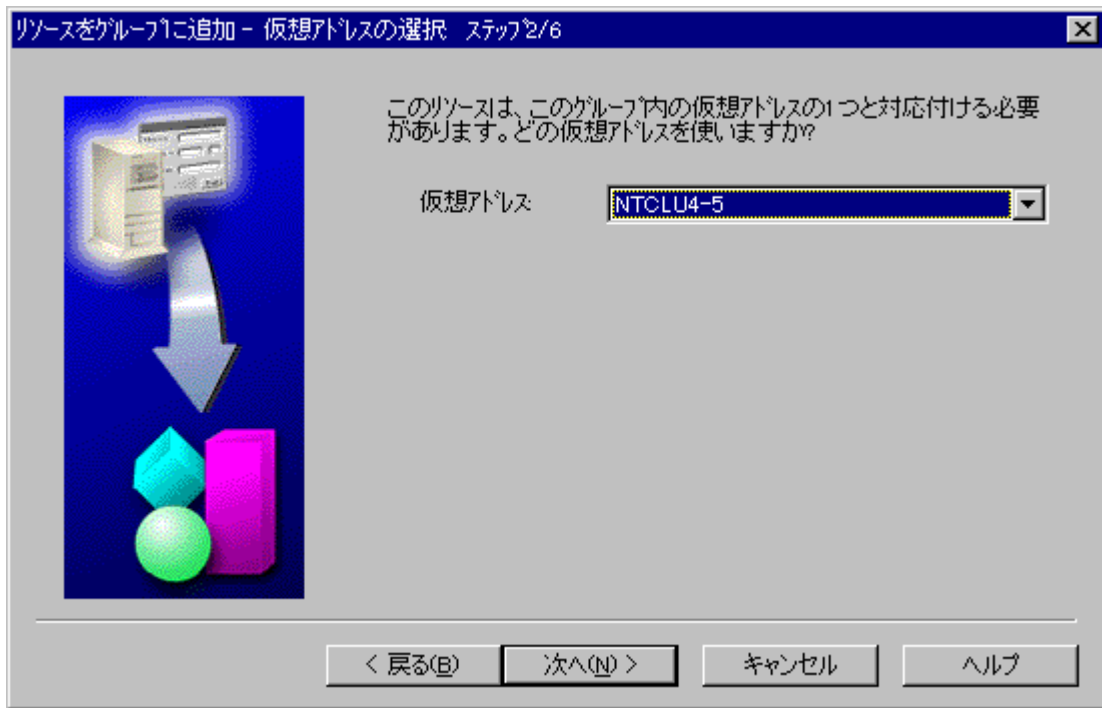 リソースをグループに追加 - 仮想アドレスの選択 ステップ2/6
このリソースは、このグループ内の仮想アドレスの1つと対応付ける必要
があります。どの仮想アドレスを使いますか?
仮想アドレス:
NTCLU4-5
< 戻る(B)
次へ(N) >
キャンセル
ヘルプ